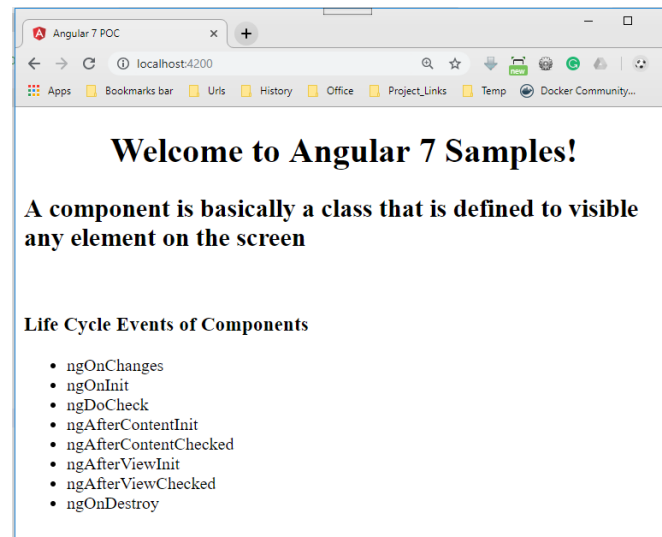 Angular 7 POC
localhost:4200
new
Apps Bookmarks bar Urls History Office Project_Links Temp Docker Community...
Welcome to Angular 7 Samples!
A component is basically a class that is defined to visible
any element on the screen
Life Cycle Events of Components
ngOnChanges
ngOnInit
ngDoCheck
ngAfterContentInit
ngAfterContentChecked
ngAfterViewInit
ngAfterViewChecked
ngOnDestroy